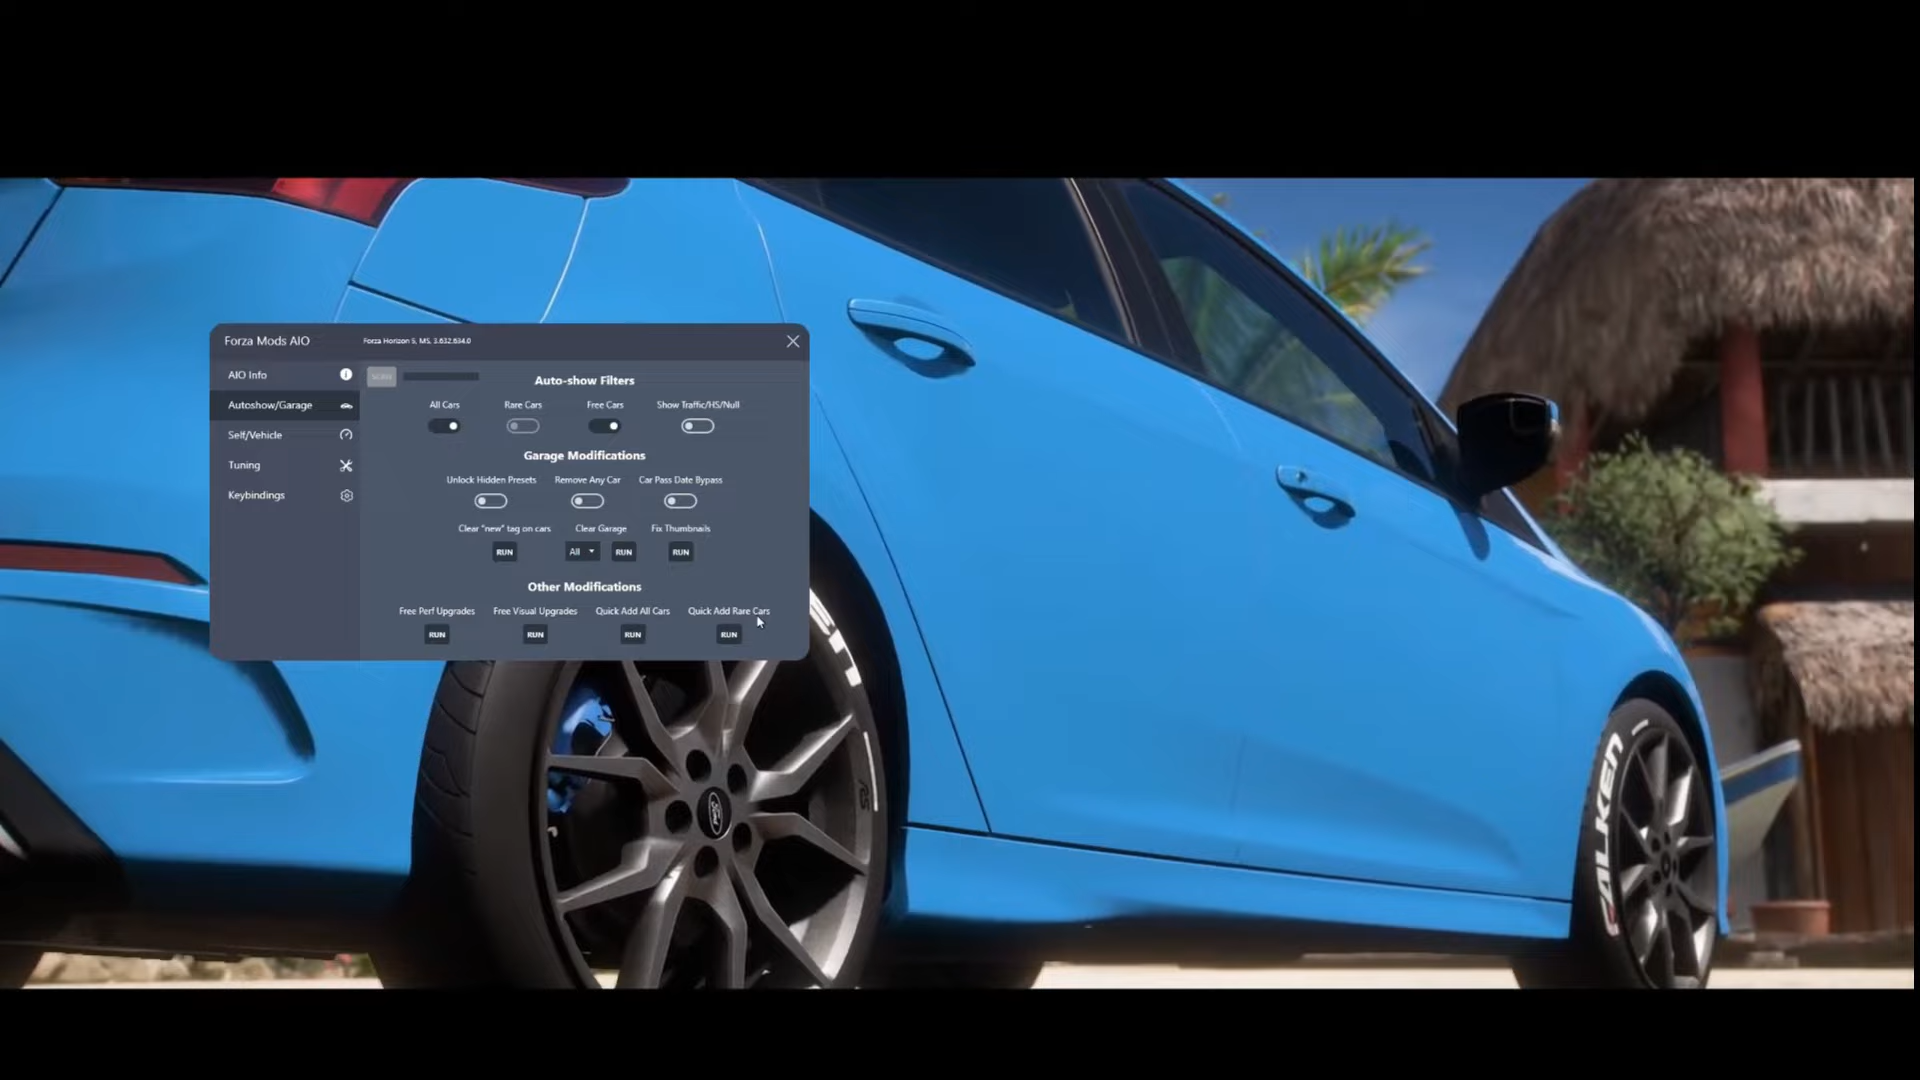 Forza Mods AIO
Forza Horizon 5, MS, 3.632.634.0
AIO Info
Autoshow/Garage
Self/Vehicle
Tuning
Keybindings
Auto-show Filters
All Cars Rare Cars Free Cars Show Traffic/HS/Null
Garage Modifications
Unlock Hidden Presets Remove Any Car Car Pass Date Bypass
Clear "new" tag on cars Clear Garage Fix Thumbnails
RUN All RUN RUN
Other Modifications
Free Perf Upgrades Free Visual Upgrades Quick Add All Cars Quick Add Rare Cars
RUN RUN RUN RUN
EN
RS
Ford
FALKEN